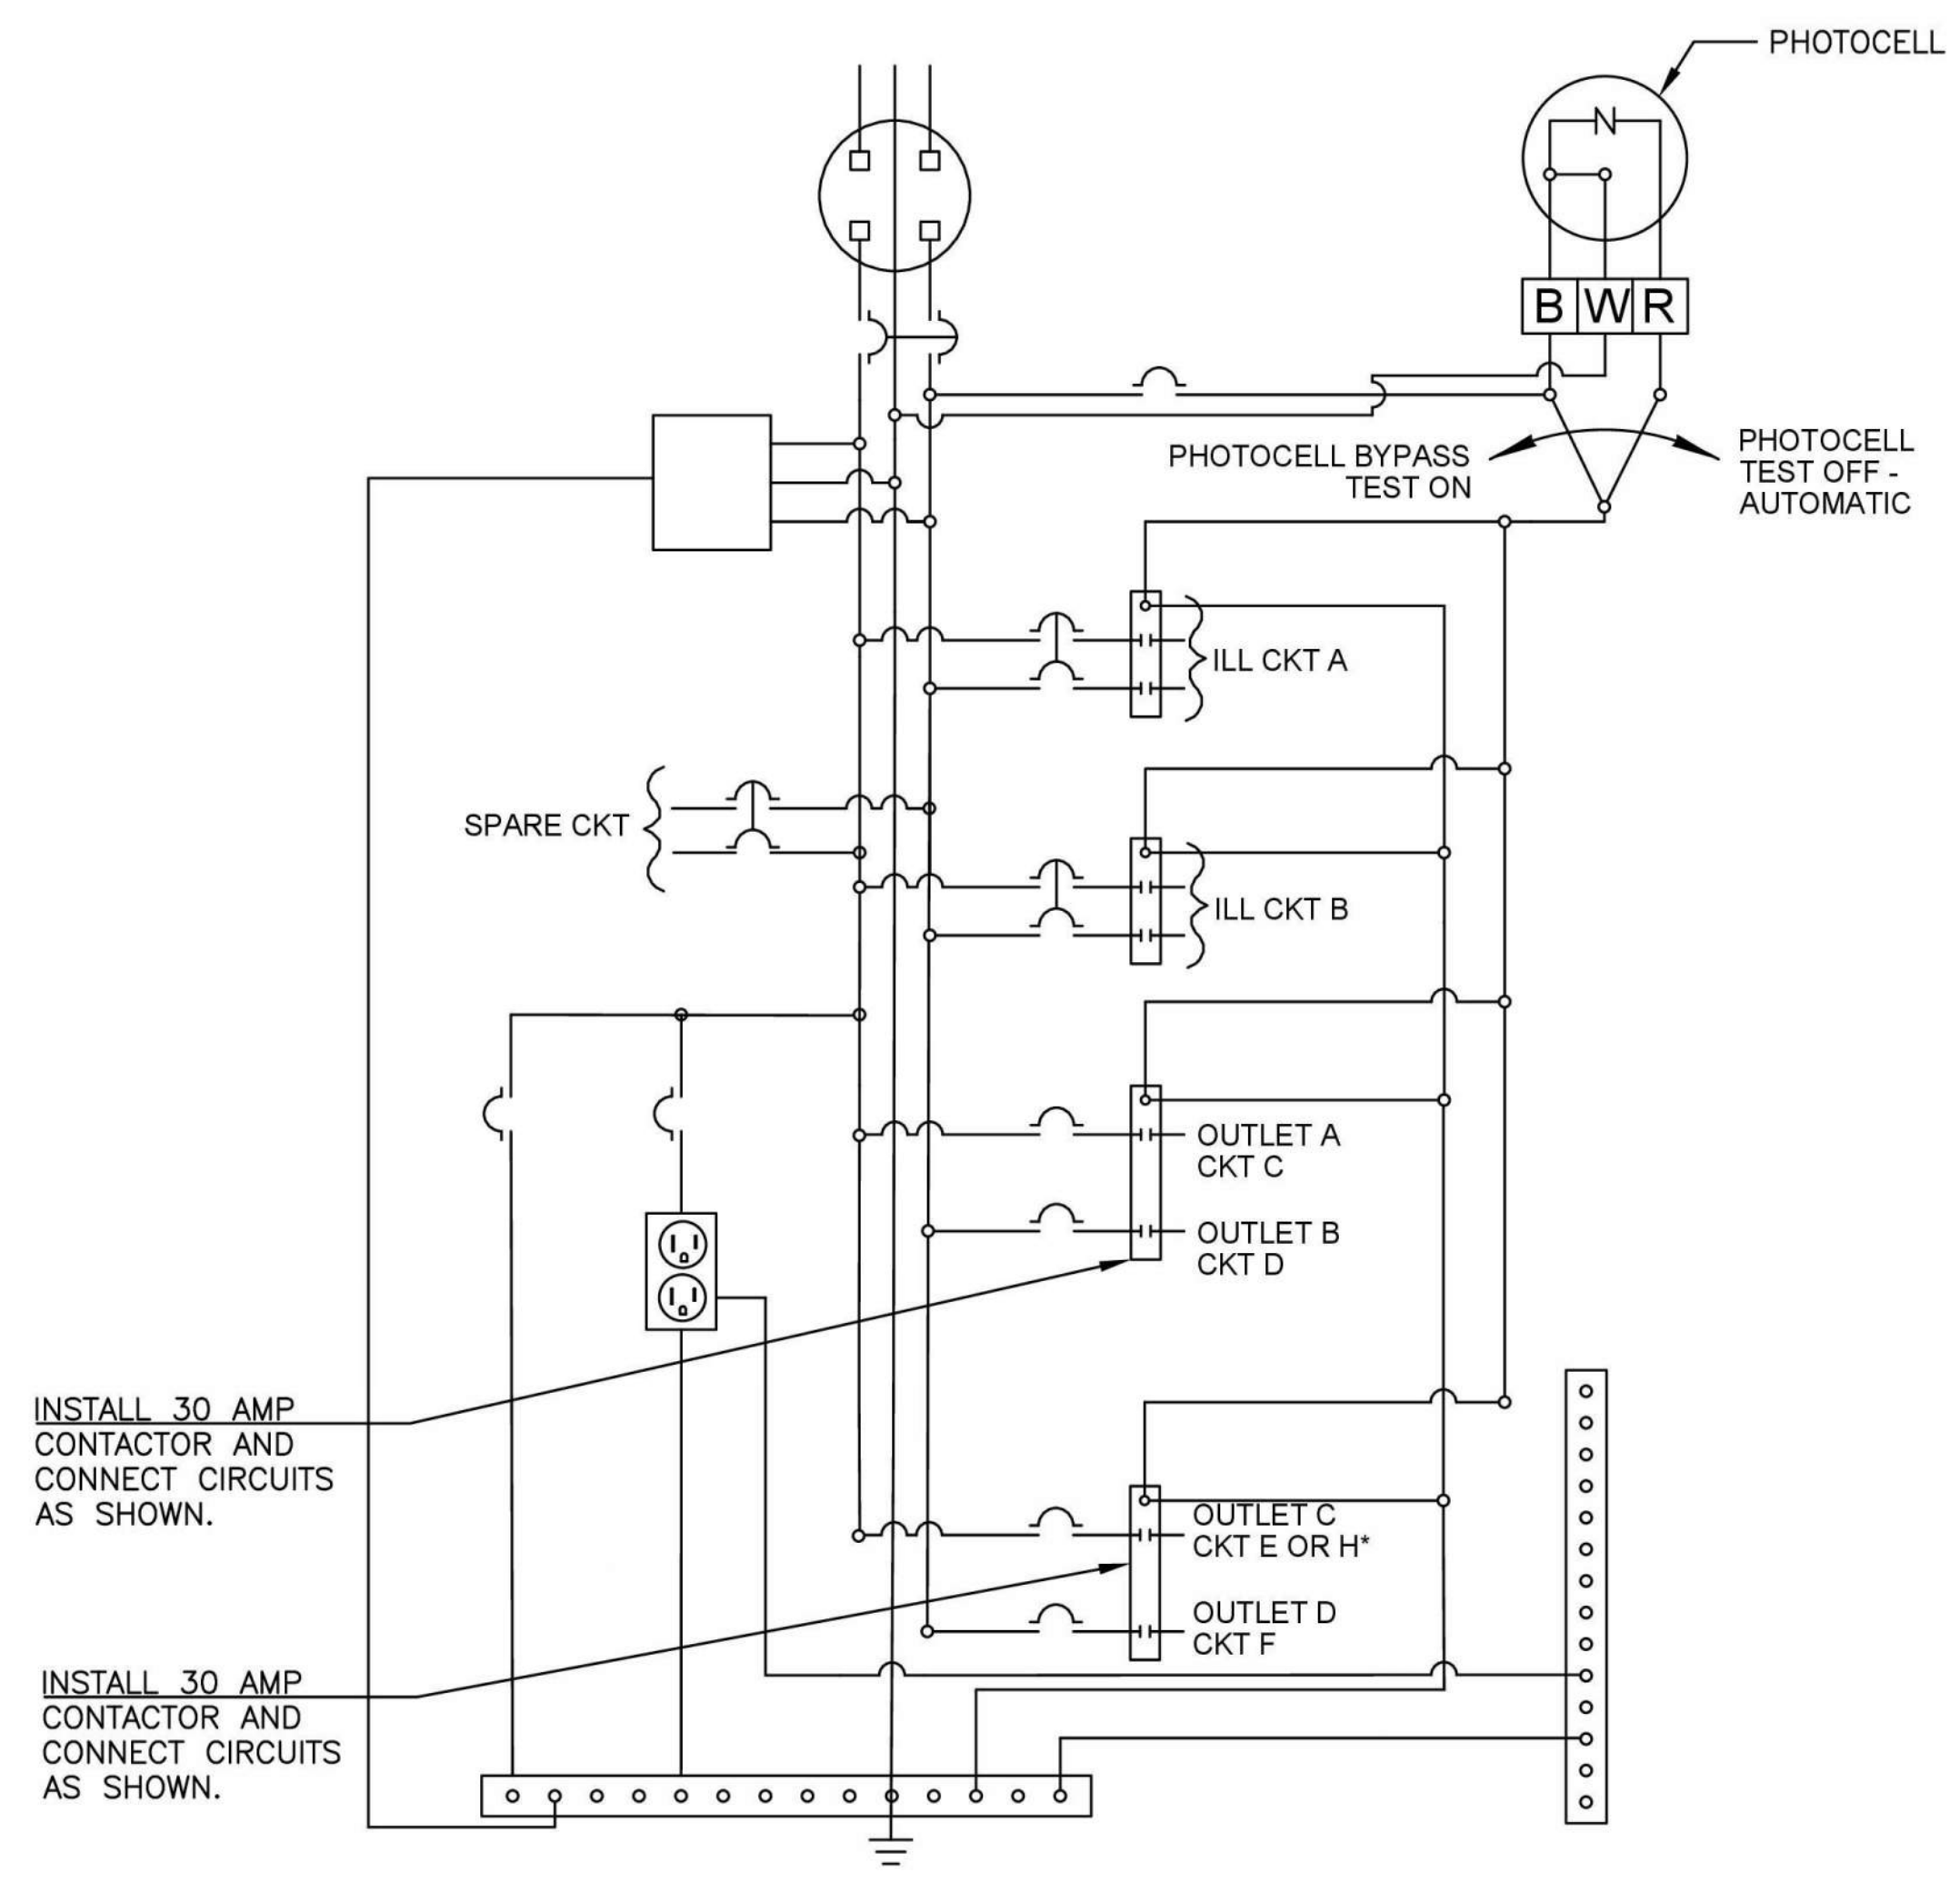 PHOTOCELL
N
B W R
PHOTOCELL BYPASS
TEST ON
PHOTOCELL
TEST OFF -
AUTOMATIC
ILL CKT A
SPARE CKT
ILL CKT B
OUTLET A
CKT C
OUTLET B
CKT D
INSTALL 30 AMP
CONTACTOR AND
CONNECT CIRCUITS
AS SHOWN.
OUTLET C
CKT E OR H*
OUTLET D
CKT F
INSTALL 30 AMP
CONTACTOR AND
CONNECT CIRCUITS
AS SHOWN.